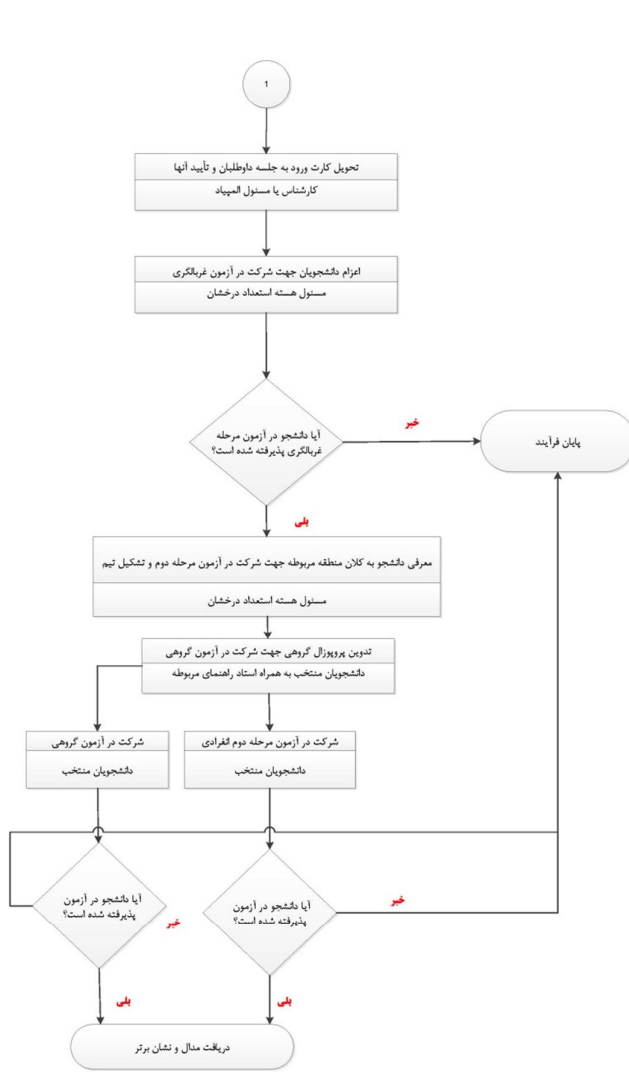 1
تحویل کارت ورود به جلسه داوطلبان و تأیید آنها
کارشناس یا مسئول المپیاد
اعزام دانشجویان جهت شرکت در آزمون غربالگری
مسئول هسته استعداد درخشان
آیا دانشجو در آزمون مرحله
غربالگری پذیرفته شده است؟
خیر
پایان فرآیند
بلی
معرفی دانشجو به کلان منطقه مربوطه جهت شرکت در آزمون مرحله دوم و تشکیل تیم
مسئول هسته استعداد درخشان
تدوین پروپوزال گروهی جهت شرکت در آزمون گروهی
دانشجویان منتخب به همراه استاد راهنمای مربوطه
شرکت در آزمون مرحله دوم انفرادی
دانشجویان منتخب
شرکت در آزمون گروهی
دانشجویان منتخب
آیا دانشجو در آزمون
پذیرفته شده است؟
خیر
آیا دانشجو در آزمون
پذیرفته شده است؟
خیر
بلی
بلی
دریافت مدال و نشان برتر